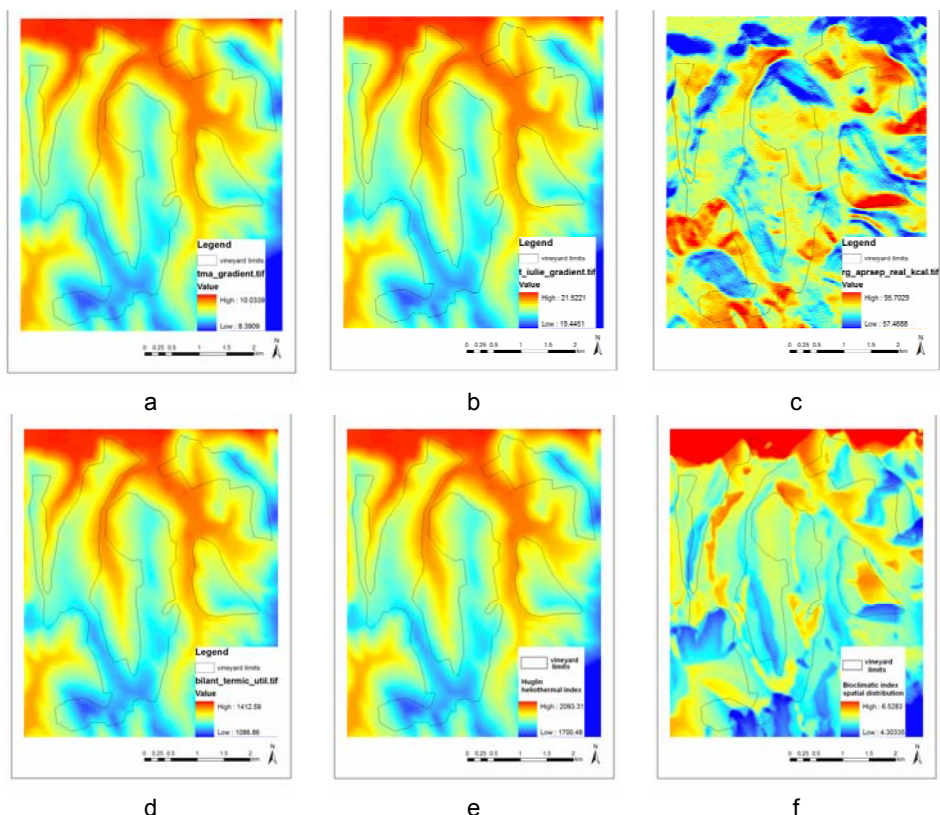 Legend
vineyard limits
tma_gradient.tif
Value
High : 10.0339
Low : 8.3909
N
0 0.25 0.5 1 1.5 2
km
a
Legend
vineyard limits
t_iulie_gradient.tif
Value
High : 21.5221
Low : 19.4451
N
0 0.25 0.5 1 1.5 2
km
b
Legend
vineyard limits
rg_aprsep_real_kcal.tif
Value
High : 95.7029
Low : 57.4688
N
0 0.25 0.5 1 1.5 2
km
c
Legend
vineyard limits
bilant_termic_util.tif
Value
High : 1412.59
Low : 1086.86
N
0 0.25 0.5 1 1.5 2
km
d
vineyard
limits
Huglin
heliothermal index
High : 2093.31
Low : 1700.48
N
0 0.25 0.5 1 1.5 2
km
e
vineyard
limits
Bioclimatic index
spatial distribution
High : 6.5283
Low : 4.30335
N
0 0.25 0.5 1 1.5 2
km
f